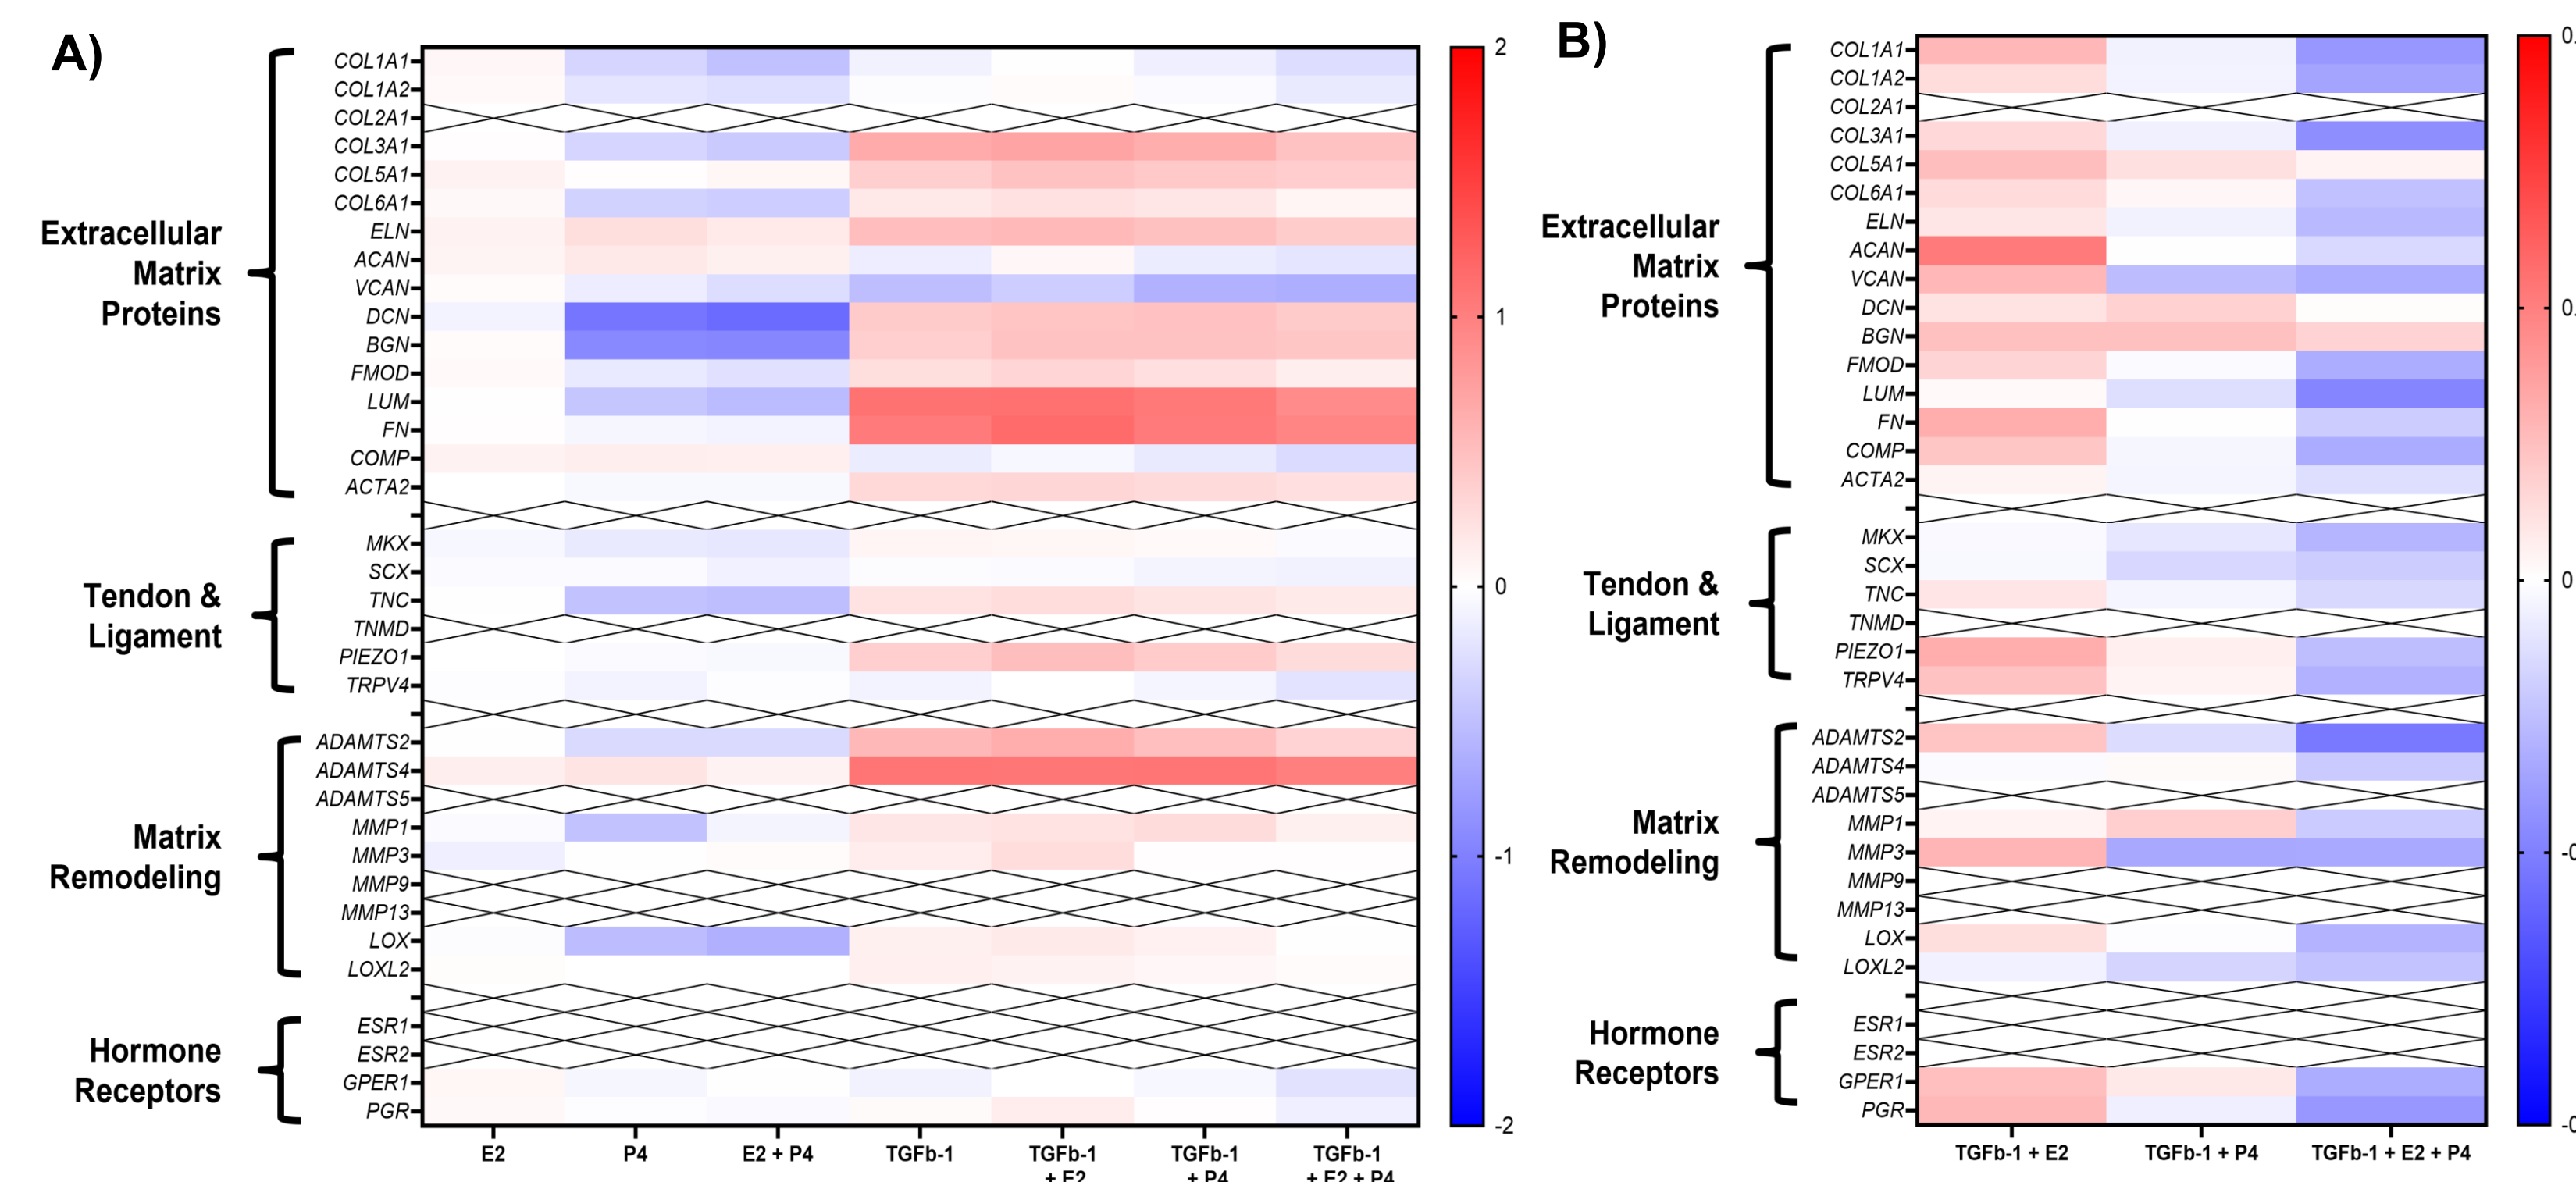 A)
Extracellular
Matrix
Proteins
Tendon &
Ligament
Matrix
Remodeling
Hormone
Receptors
COL1A1
COL1A2
COL2A1
COL3A1
COL5A1
COL6A1
ELN
ACAN
VCAN
DCN
BGN
FMOD
LUM
FN
COMP
ACTA2
MKX
SCX
TNC
TNMD
PIEZO1
TRPV4
ADAMTS2
ADAMTS4
ADAMTS5
MMP1
MMP3
MMP9
MMP13
LOX
LOXL2
ESR1
ESR2
GPER1
PGR
E2
P4
E2 + P4
TGFb-1
TGFb-1
+ E2
TGFb-1
+ P4
TGFb-1
+ E2 + P4
2
1
0
-1
-2
B)
Extracellular
Matrix
Proteins
Tendon &
Ligament
Matrix
Remodeling
Hormone
Receptors
COL1A1
COL1A2
COL2A1
COL3A1
COL5A1
COL6A1
ELN
ACAN
VCAN
DCN
BGN
FMOD
LUM
FN
COMP
ACTA2
MKX
SCX
TNC
TNMD
PIEZO1
TRPV4
ADAMTS2
ADAMTS4
ADAMTS5
MMP1
MMP3
MMP9
MMP13
LOX
LOXL2
ESR1
ESR2
GPER1
PGR
TGFb-1 + E2
TGFb-1 + P4
TGFb-1 + E2 + P4
0